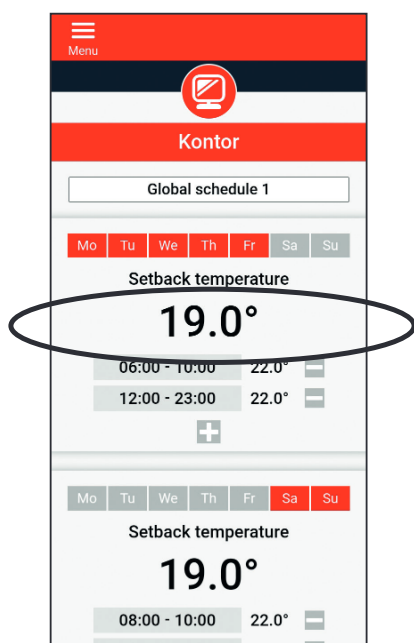 Menu
Kontor
Global schedule 1
Mo Tu We Th Fr Sa Su
Setback temperature
19.0°
06:00 - 10:00 22.0°
12:00 - 23:00 22.0°
Mo Tu We Th Fr Sa Su
Setback temperature
19.0°
08:00 - 10:00 22.0°